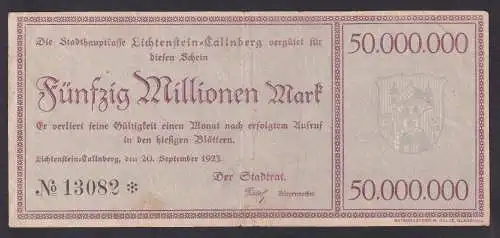 Die Stadthauptkasse Lichtenstein-Callnberg vergütet für
diesen Schein
Fünfzig Millionen Mark
Er verliert seine Gültigkeit einen Monat nach erfolgtem Aufruf
in den hiesigen Blättern.
Lichtenstein-Callnberg, den 20. September 1923.
Der Stadtrat.
Bürgermeister
№ 13082 *
50.000.000
50.000.000